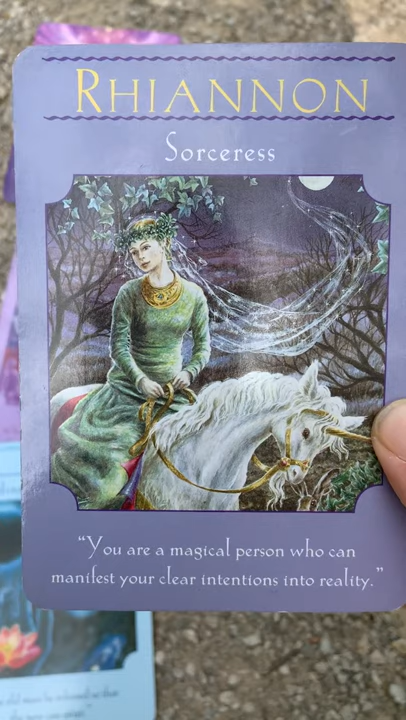 RHIANNON
Sorceress
“You are a magical person who can
manifest your clear intentions into reality.”